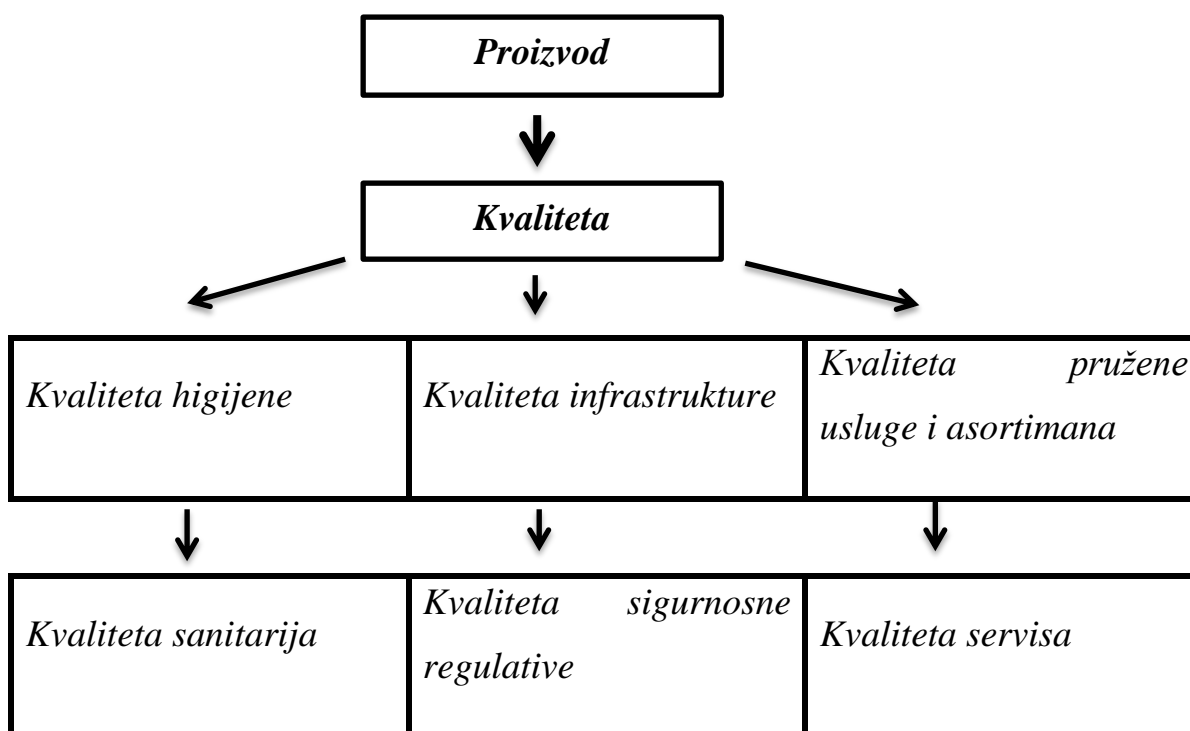 Proizvod
Kvaliteta
Kvaliteta higijene
Kvaliteta infrastrukture
Kvaliteta pružene
usluge i asortimana
Kvaliteta sanitarija
Kvaliteta sigurnosne
regulative
Kvaliteta servisa